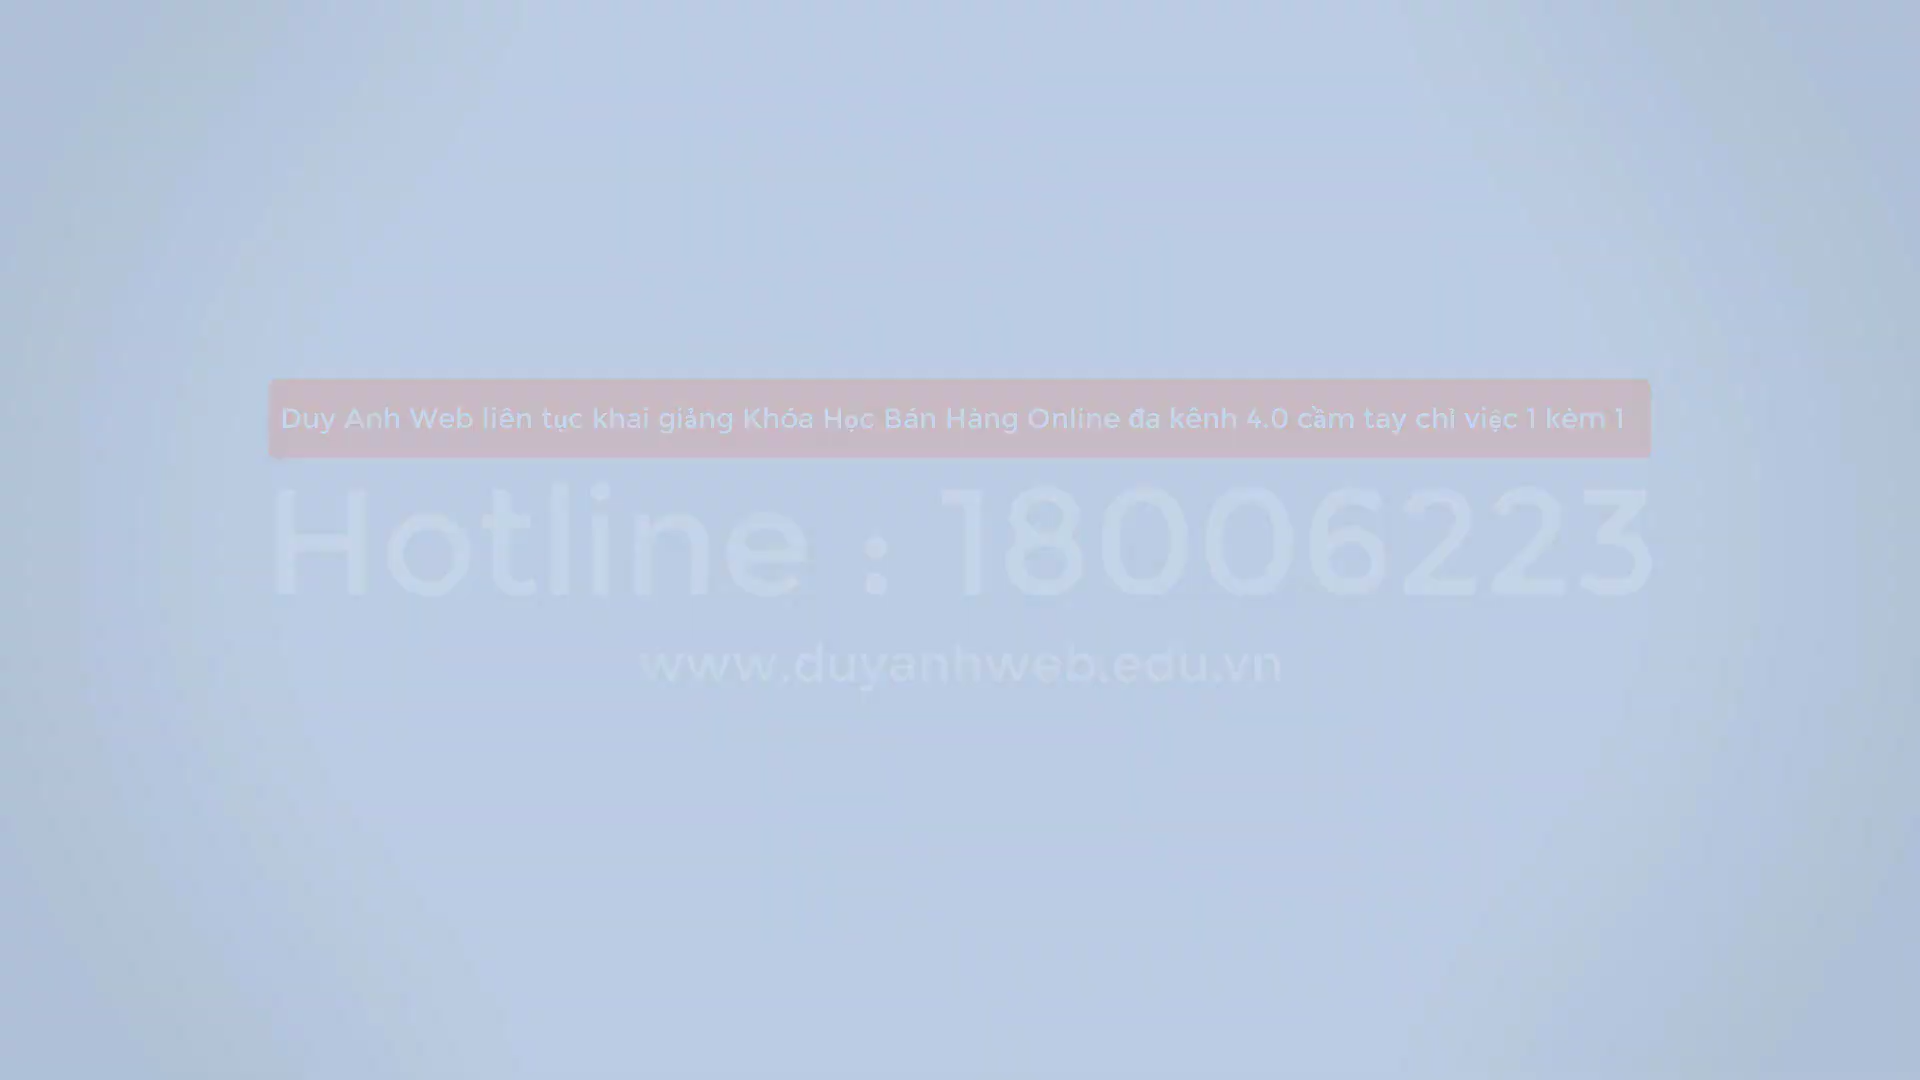 Duy Anh Web liên tục khai giảng Khóa Học Bán Hàng Online đa kênh 4.0 cầm tay chỉ việc 1 kèm 1
Hotline : 18006223
www.duyanhweb.edu.vn